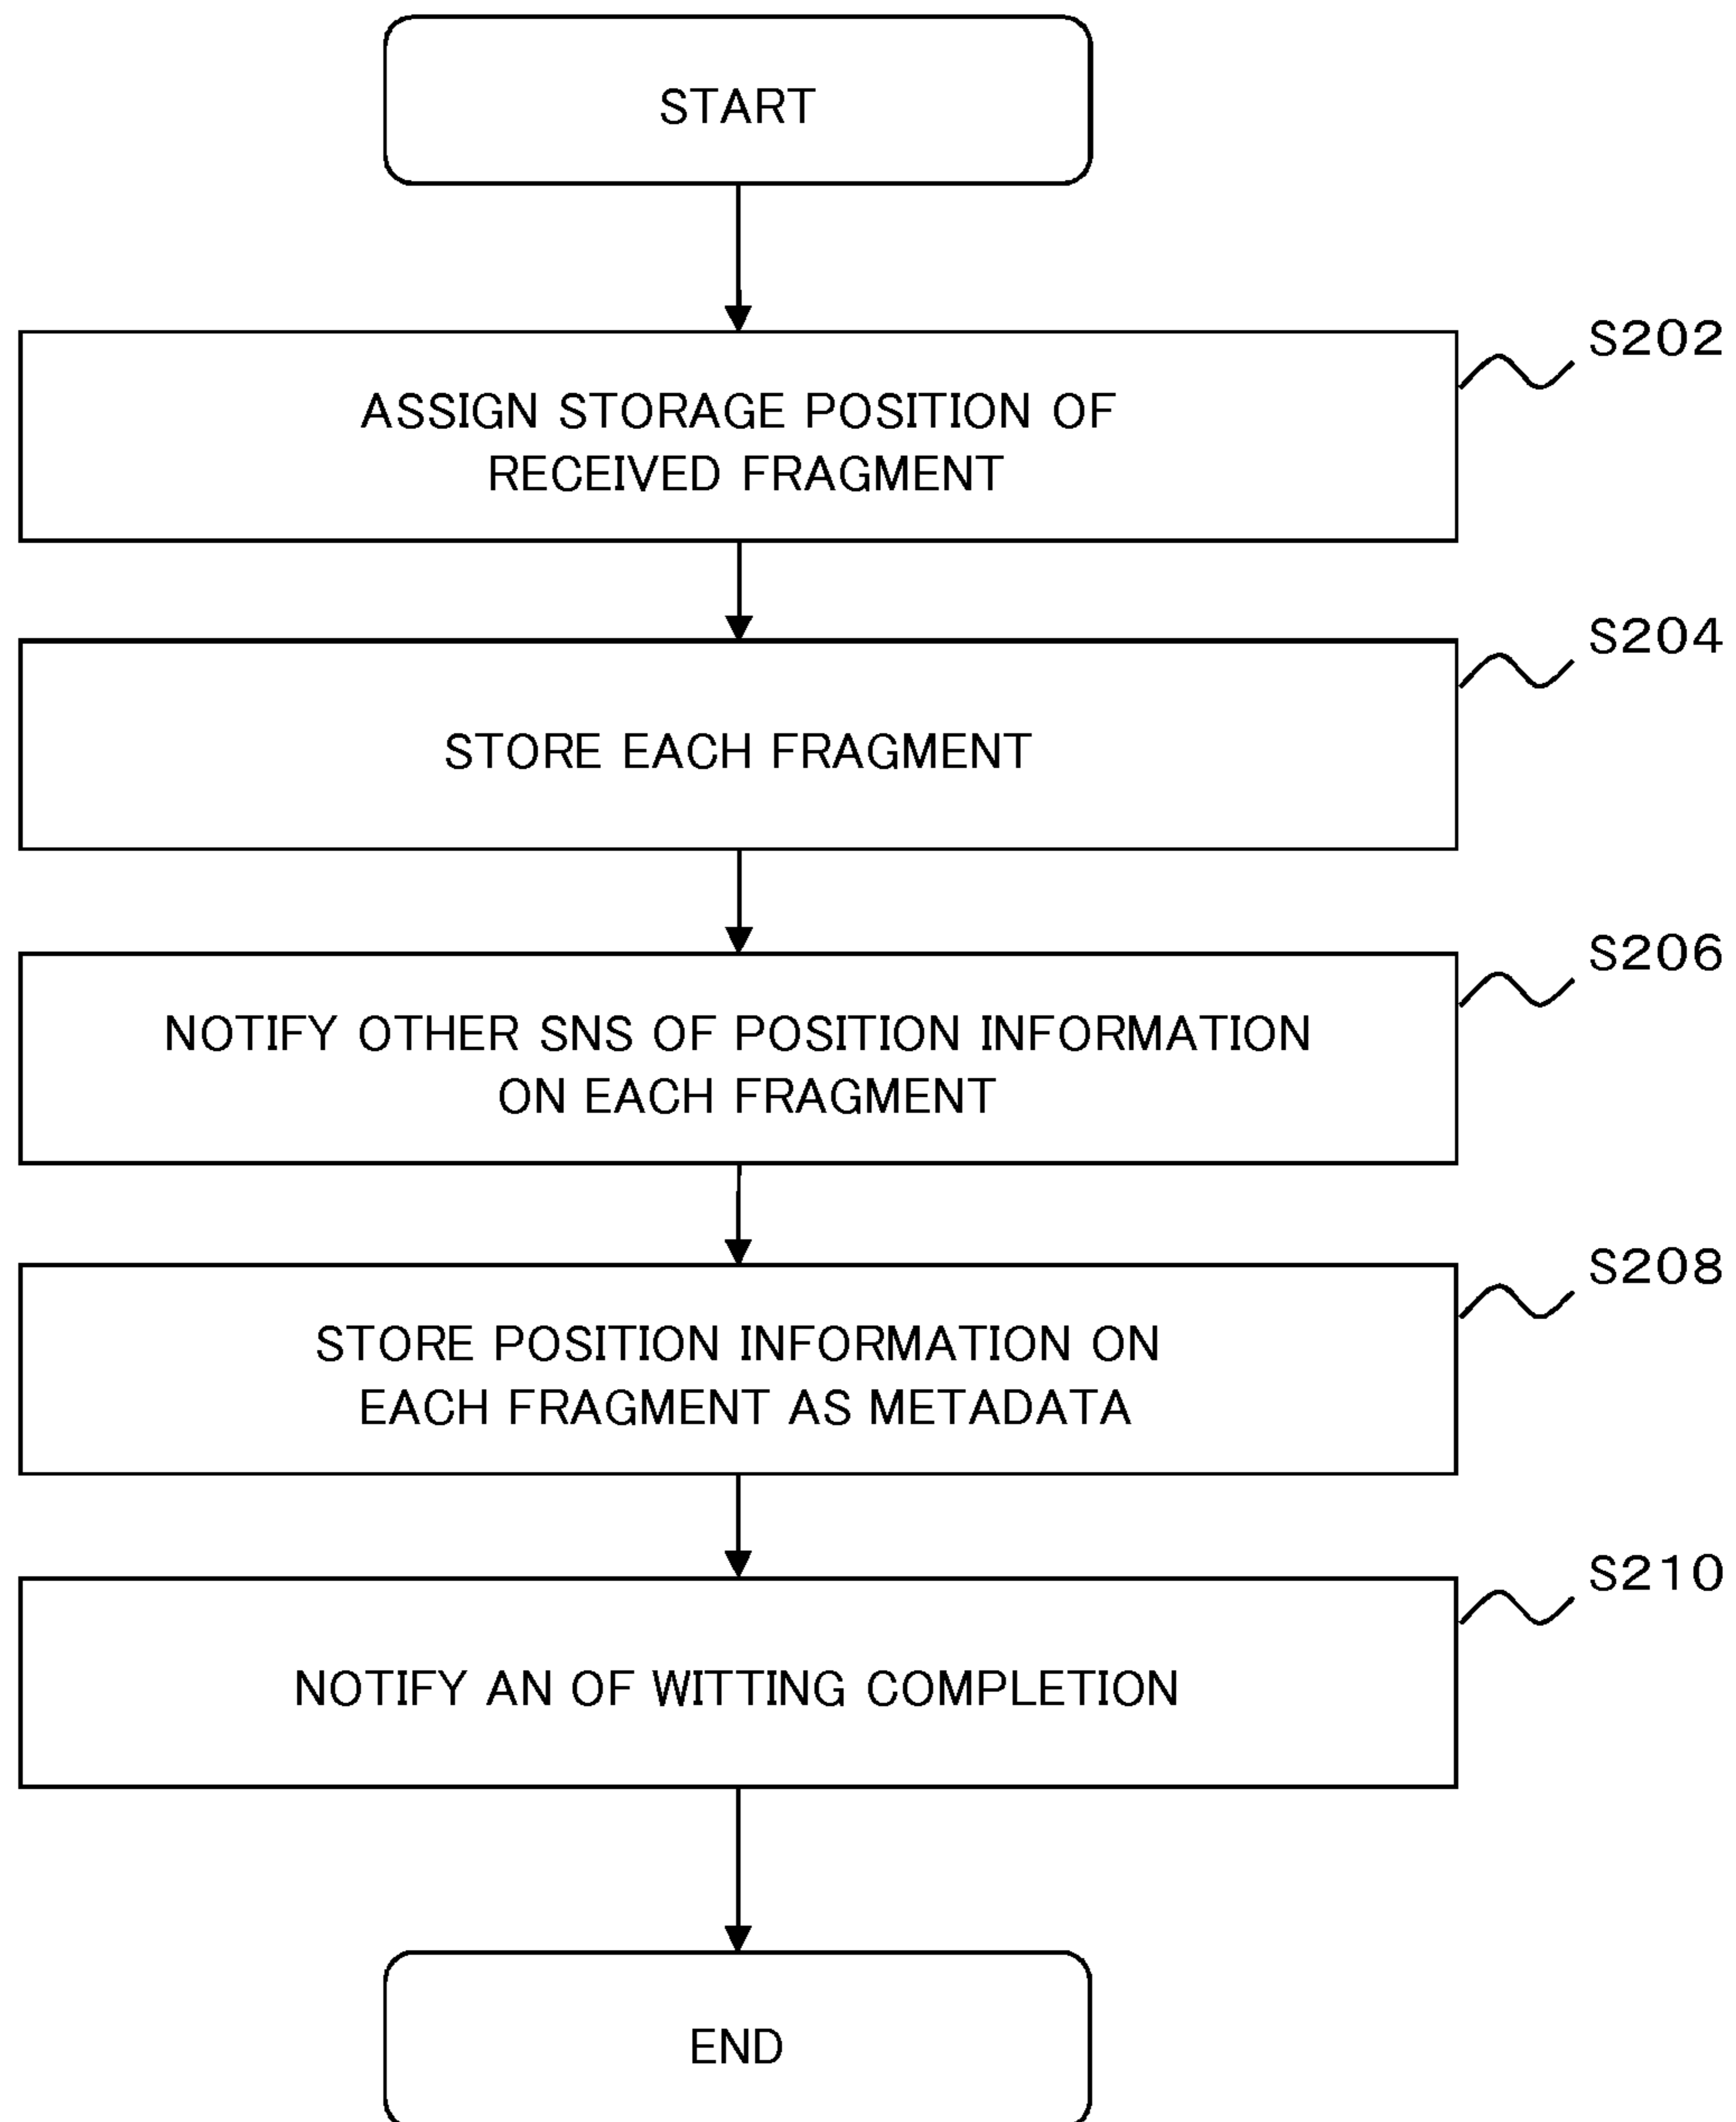 START
S202
ASSIGN STORAGE POSITION OF
RECEIVED FRAGMENT
S204
STORE EACH FRAGMENT
S206
NOTIFY OTHER SNS OF POSITION INFORMATION
ON EACH FRAGMENT
S208
STORE POSITION INFORMATION ON
EACH FRAGMENT AS METADATA
S210
NOTIFY AN OF WITTING COMPLETION
END